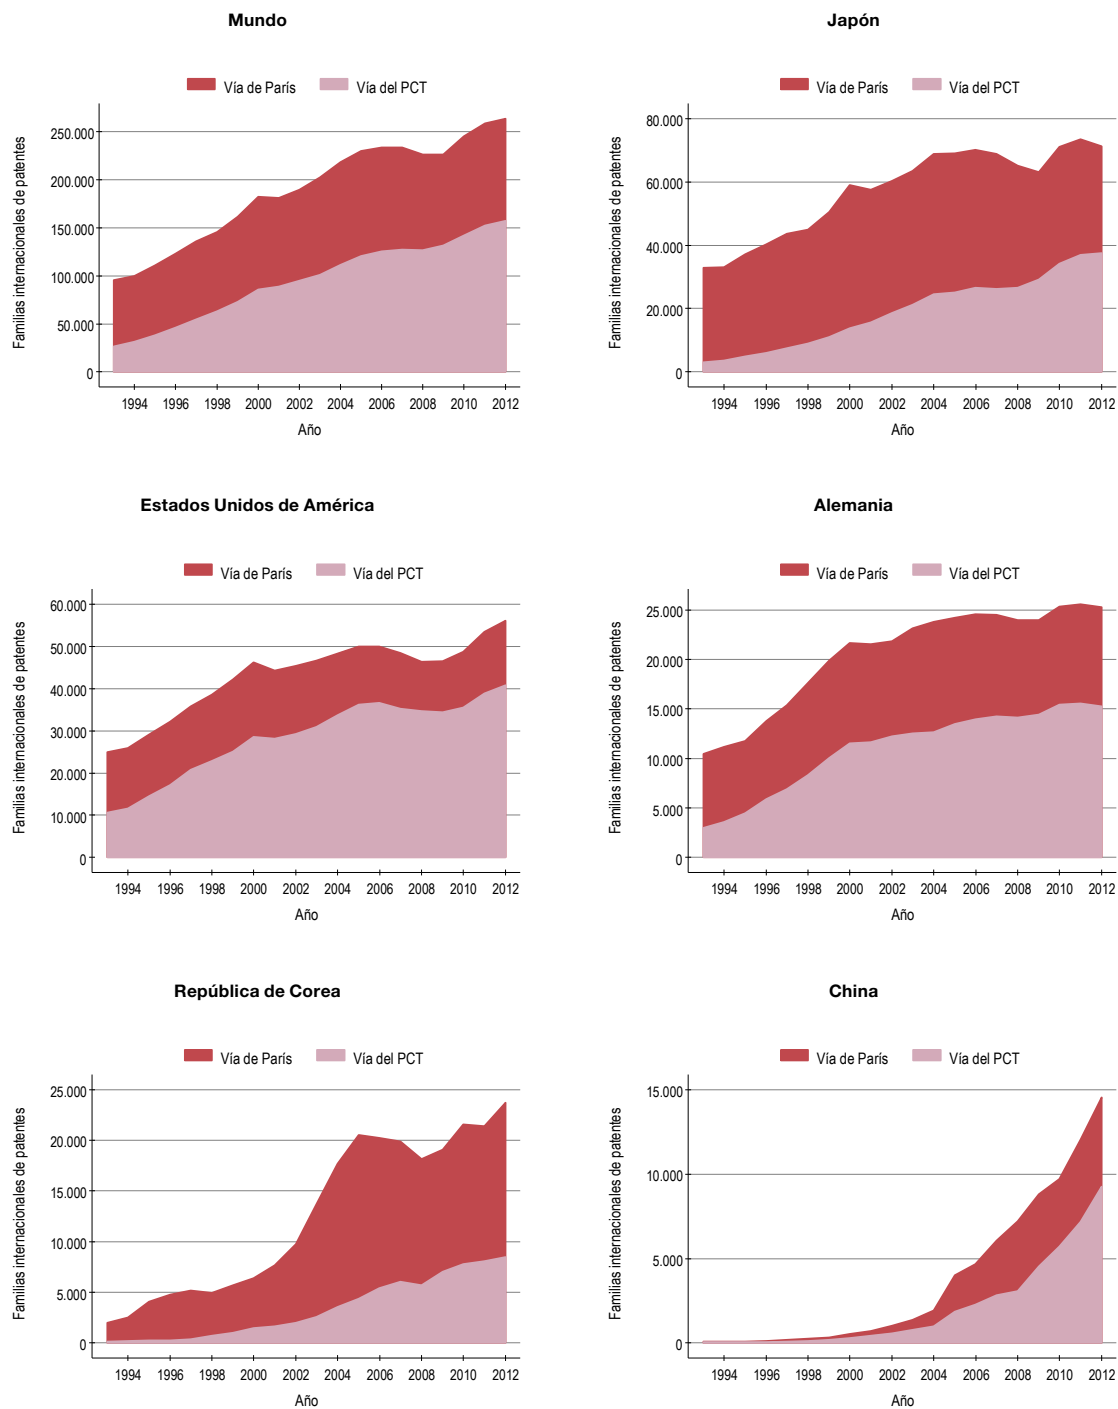 Mundo
Vía de París Vía del PCT
Familias internacionales de patentes
250.000
200.000
150.000
100.000
50.000
0
1994 1996 1998 2000 2002 2004 2006 2008 2010 2012
Año
Japón
Vía de París Vía del PCT
Familias internacionales de patentes
80.000
60.000
40.000
20.000
0
1994 1996 1998 2000 2002 2004 2006 2008 2010 2012
Año
Estados Unidos de América
Vía de París Vía del PCT
Familias internacionales de patentes
60.000
50.000
40.000
30.000
20.000
10.000
0
1994 1996 1998 2000 2002 2004 2006 2008 2010 2012
Año
Alemania
Vía de París Vía del PCT
Familias internacionales de patentes
25.000
20.000
15.000
10.000
5.000
0
1994 1996 1998 2000 2002 2004 2006 2008 2010 2012
Año
República de Corea
Vía de París Vía del PCT
Familias internacionales de patentes
25.000
20.000
15.000
10.000
5.000
0
1994 1996 1998 2000 2002 2004 2006 2008 2010 2012
Año
China
Vía de París Vía del PCT
Familias internacionales de patentes
15.000
10.000
5.000
0
1994 1996 1998 2000 2002 2004 2006 2008 2010 2012
Año